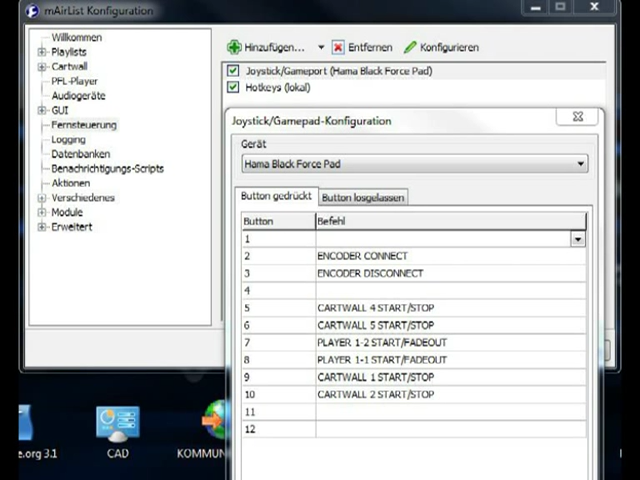 mAirList Konfiguration
Willkommen
Playlists
Cartwall
PFL-Player
Audiogeräte
GUI
Fernsteuerung
Logging
Datenbanken
Benachrichtigungs-Scripts
Aktionen
Verschiedenes
Module
Erweitert
Hinzufügen... Entfernen Konfigurieren
Joystick/Gameport (Hama Black Force Pad)
Hotkeys (lokal)
Joystick/Gamepad-Konfiguration
Gerät
Hama Black Force Pad
Button gedrückt Button losgelassen
Button Befehl
1
2 ENCODER CONNECT
3 ENCODER DISCONNECT
4
5 CARTWALL 4 START/STOP
6 CARTWALL 5 START/STOP
7 PLAYER 1-2 START/FADEOUT
8 PLAYER 1-1 START/FADEOUT
9 CARTWALL 1 START/STOP
10 CARTWALL 2 START/STOP
11
12
e.org 3.1 CAD KOMMUN